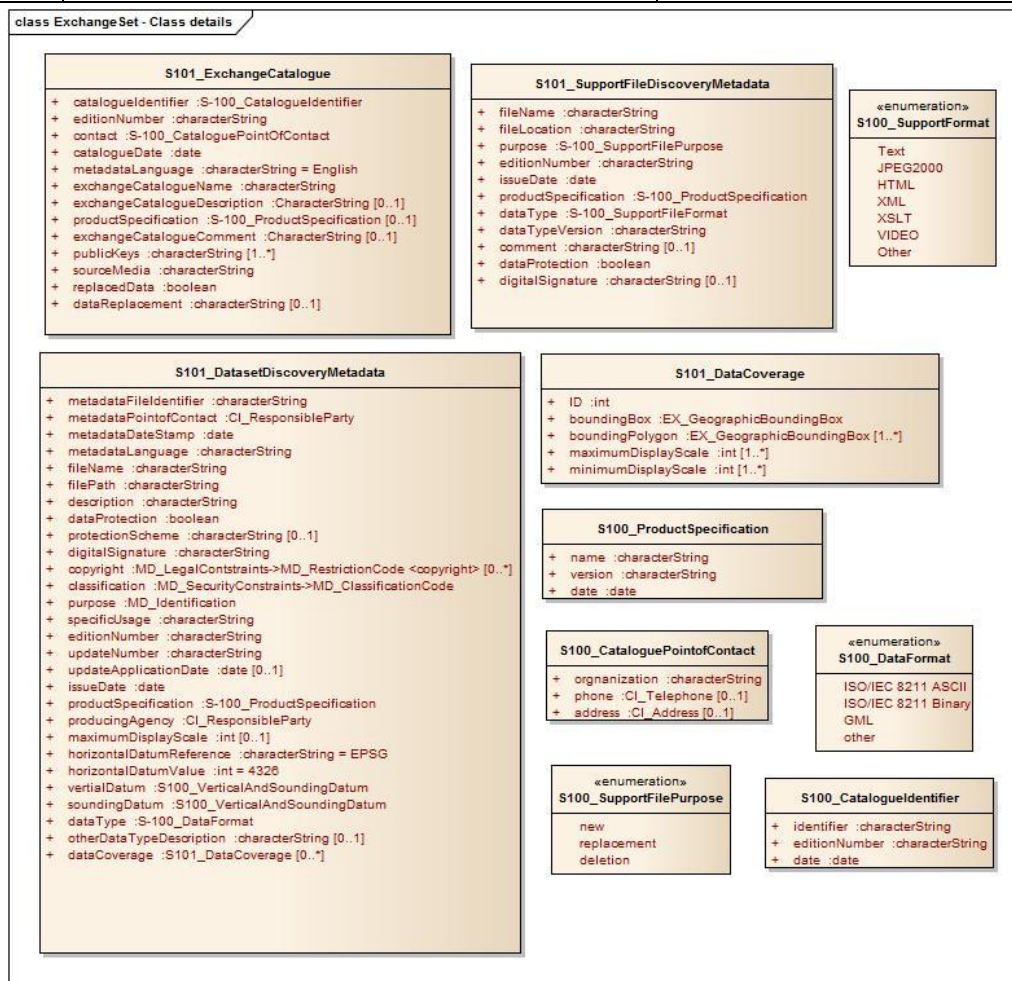 class ExchangeSet - Class details
S101_ExchangeCatalogue
+ catalogueIdentifier :S-100_CatalogueIdentifier
+ editionNumber :characterString
+ contact :S-100_CataloguePointOfContact
+ catalogueDate :date
+ metadataLanguage :characterString = English
+ exchangeCatalogueName :characterString
+ exchangeCatalogueDescription :CharacterString [0..1]
+ productSpecification :S-100_ProductSpecification [0..1]
+ exchangeCatalogueComment :CharacterString [0..1]
+ publicKeys :characterString [1..*]
+ sourceMedia :characterString
+ replacedData :boolean
+ dataReplacement :characterString [0..1]
S101_SupportFileDiscoveryMetadata
+ fileName :characterString
+ fileLocation :characterString
+ purpose :S-100_SupportFilePurpose
+ editionNumber :characterString
+ issueDate :date
+ productSpecification :S-100_ProductSpecification
+ dataType :S-100_SupportFileFormat
+ dataTypeVersion :characterString
+ comment :characterString [0..1]
+ dataProtection :boolean
+ digitalSignature :characterString [0..1]
«enumeration»
S100_SupportFormat
Text
JPEG2000
HTML
XML
XSLT
VIDEO
Other
S101_DatasetDiscoveryMetadata
+ metadataFileIdentifier :characterString
+ metadataPointofContact :CI_ResponsibleParty
+ metadataDateStamp :date
+ metadataLanguage :characterString
+ fileName :characterString
+ filePath :characterString
+ description :characterString
+ dataProtection :boolean
+ protectionScheme :characterString [0..1]
+ digitalSignature :characterString
+ copyright :MD_LegalContstraints->MD_RestrictionCode <copyright> [0..*]
+ classification :MD_SecurityConstraints->MD_ClassificationCode
+ purpose :MD_Identification
+ specificUsage :characterString
+ editionNumber :characterString
+ updateNumber :characterString
+ updateApplicationDate :date [0..1]
+ issueDate :date
+ productSpecification :S-100_ProductSpecification
+ producingAgency :CI_ResponsibleParty
+ maximumDisplayScale :int [0..1]
+ horizontalDatumReference :characterString = EPSG
+ horizontalDatumValue :int = 4326
+ vertialDatum :S100_VerticalAndSoundingDatum
+ soundingDatum :S100_VerticalAndSoundingDatum
+ dataType :S-100_DataFormat
+ otherDataTypeDescription :characterString [0..1]
+ dataCoverage :S101_DataCoverage [0..*]
S101_DataCoverage
+ ID :int
+ boundingBox :EX_GeographicBoundingBox
+ boundingPolygon :EX_GeographicBoundingBox [1..*]
+ maximumDisplayScale :int [1..*]
+ minimumDisplayScale :int [1..*]
S100_ProductSpecification
+ name :characterString
+ version :characterString
+ date :date
S100_CataloguePointofContact
+ orgnanization :characterString
+ phone :CI_Telephone [0..1]
+ address :CI_Address [0..1]
«enumeration»
S100_DataFormat
ISO/IEC 8211 ASCII
ISO/IEC 8211 Binary
GML
other
«enumeration»
S100_SupportFilePurpose
new
replacement
deletion
S100_CatalogueIdentifier
+ identifier :characterString
+ editionNumber :characterString
+ date :date